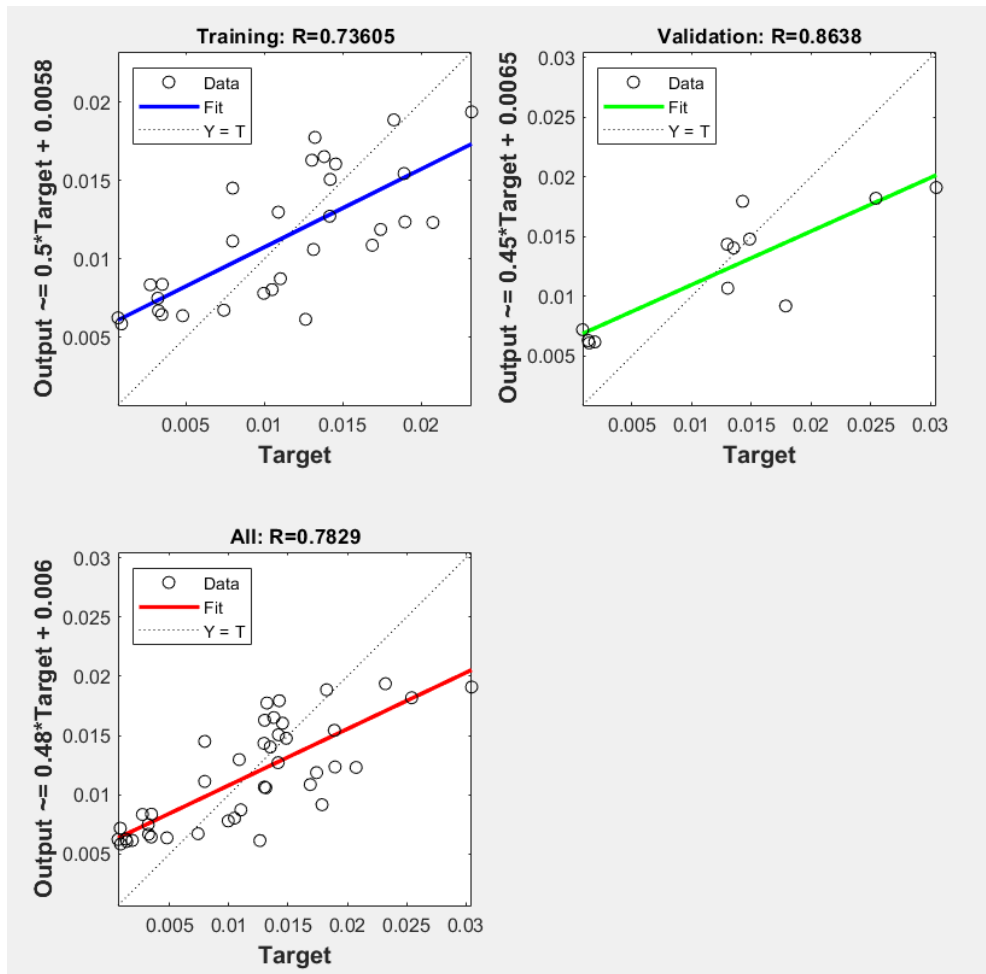 Training: R=0.73605
Output ~= 0.5*Target + 0.0058
0.02
0.015
0.01
0.005
Data
Fit
Y = T
0.005
0.01
0.015
0.02
Target
Validation: R=0.8638
Output ~= 0.45*Target + 0.0065
0.03
0.025
0.02
0.015
0.01
0.005
Data
Fit
Y = T
0.005
0.01
0.015
0.02
0.025
0.03
Target
All: R=0.7829
Output ~= 0.48*Target + 0.006
0.03
0.025
0.02
0.015
0.01
0.005
Data
Fit
Y = T
0.005
0.01
0.015
0.02
0.025
0.03
Target